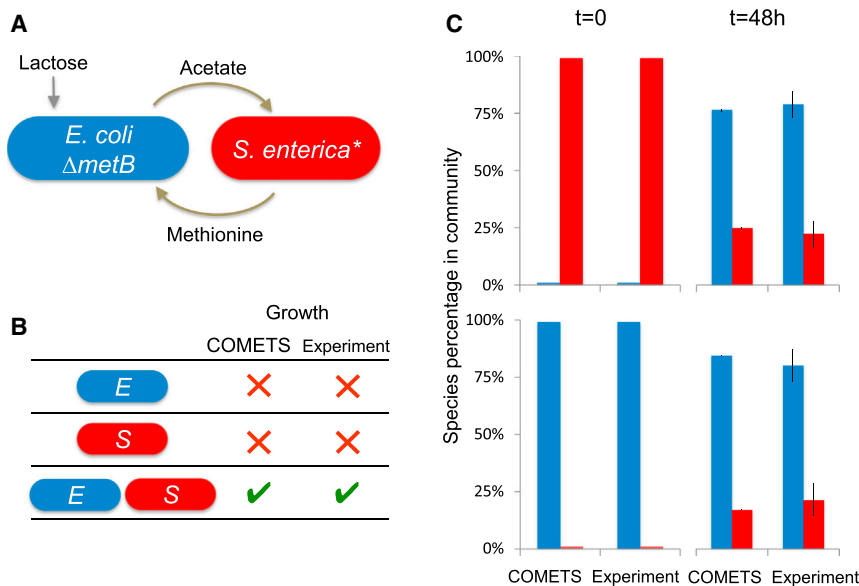 A
Lactose
Acetate
E. coli
ΔmetB
S. enterica*
Methionine
B
Growth
COMETS Experiment
E
S
E S
C
t=0 t=48h
Species percentage in community
100%
75%
50%
25%
0%
100%
75%
50%
25%
0%
COMETS Experiment COMETS Experiment